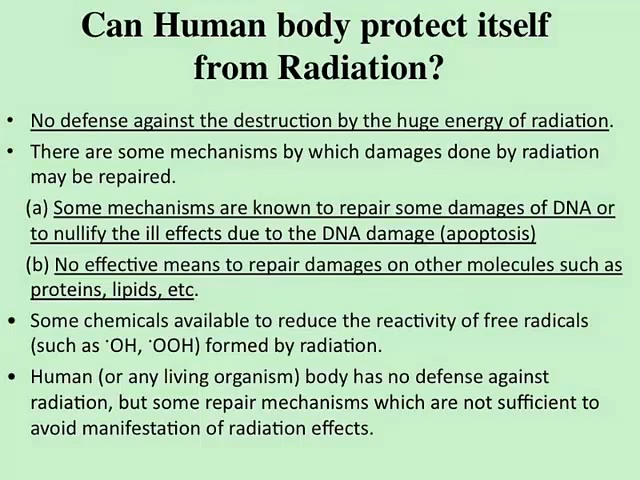 Can Human body protect itself
from Radiation?
• No defense against the destruction by the huge energy of radiation.
• There are some mechanisms by which damages done by radiation
may be repaired.
(a) Some mechanisms are known to repair some damages of DNA or
to nullify the ill effects due to the DNA damage (apoptosis)
(b) No effective means to repair damages on other molecules such as
proteins, lipids, etc.
• Some chemicals available to reduce the reactivity of free radicals
(such as ˙OH, ˙OOH) formed by radiation.
• Human (or any living organism) body has no defense against
radiation, but some repair mechanisms which are not sufficient to
avoid manifestation of radiation effects.